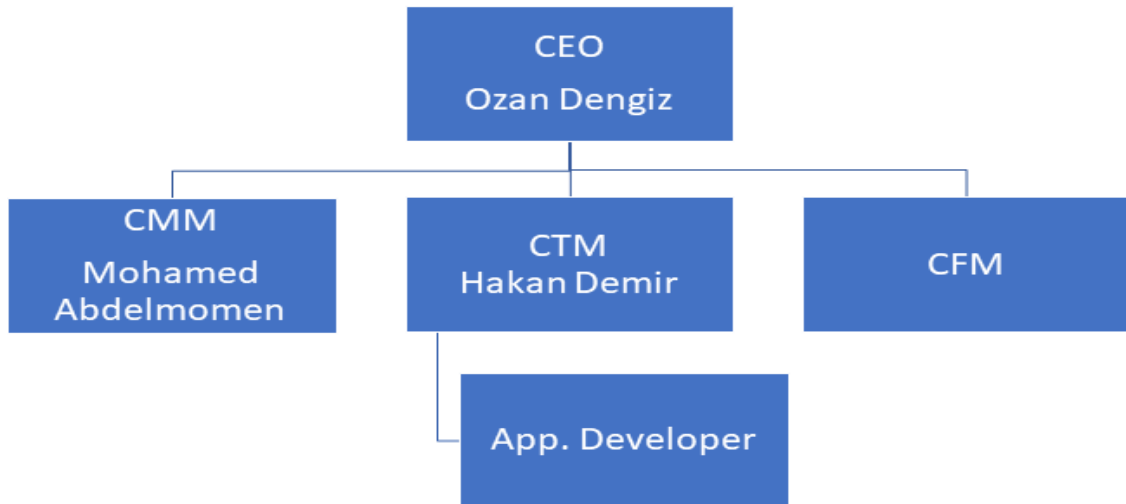 CEO
Ozan Dengiz
CMM
Mohamed
Abdelmomen
CTM
Hakan Demir
CFM
App. Developer